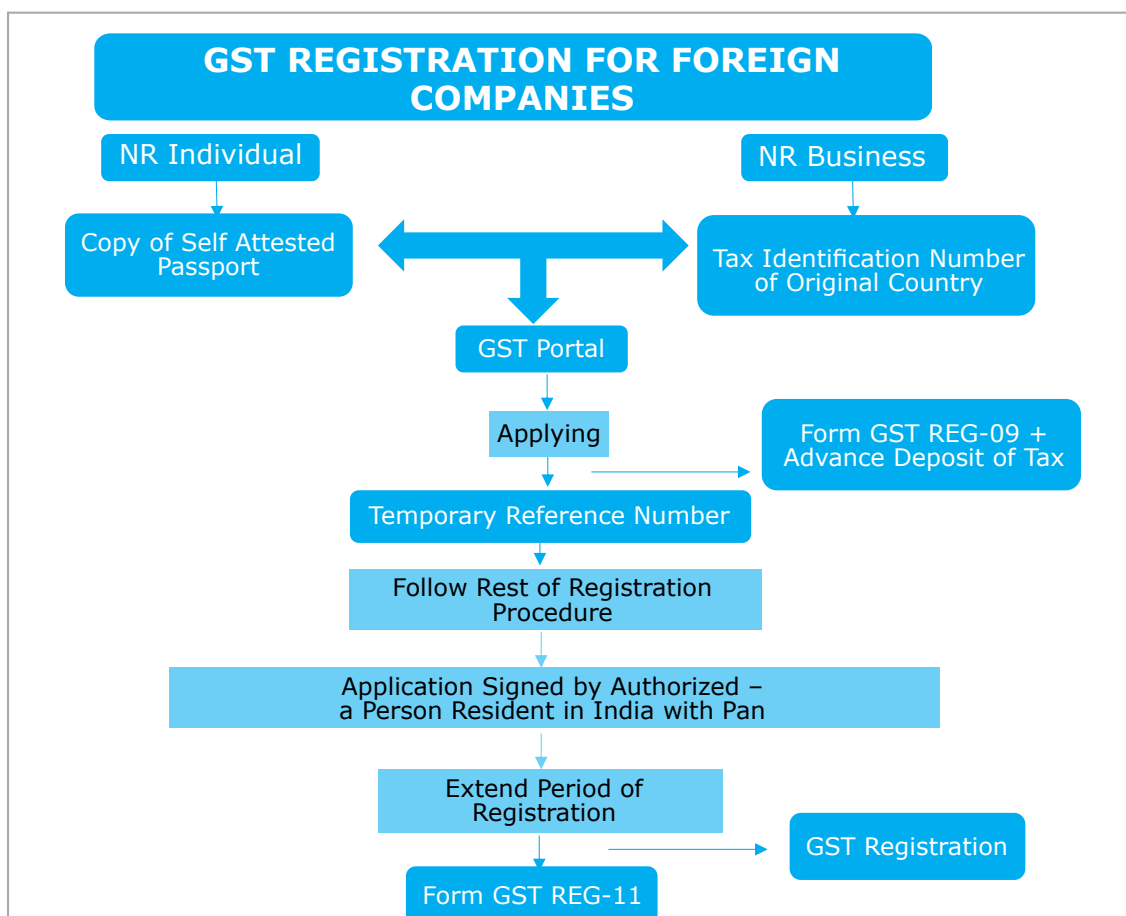 GST REGISTRATION FOR FOREIGN
COMPANIES
NR Individual
NR Business
Copy of Self Attested
Passport
Tax Identification Number
of Original Country
GST Portal
Applying
Form GST REG-09 +
Advance Deposit of Tax
Temporary Reference Number
Follow Rest of Registration
Procedure
Application Signed by Authorized –
a Person Resident in India with Pan
Extend Period of
Registration
GST Registration
Form GST REG-11